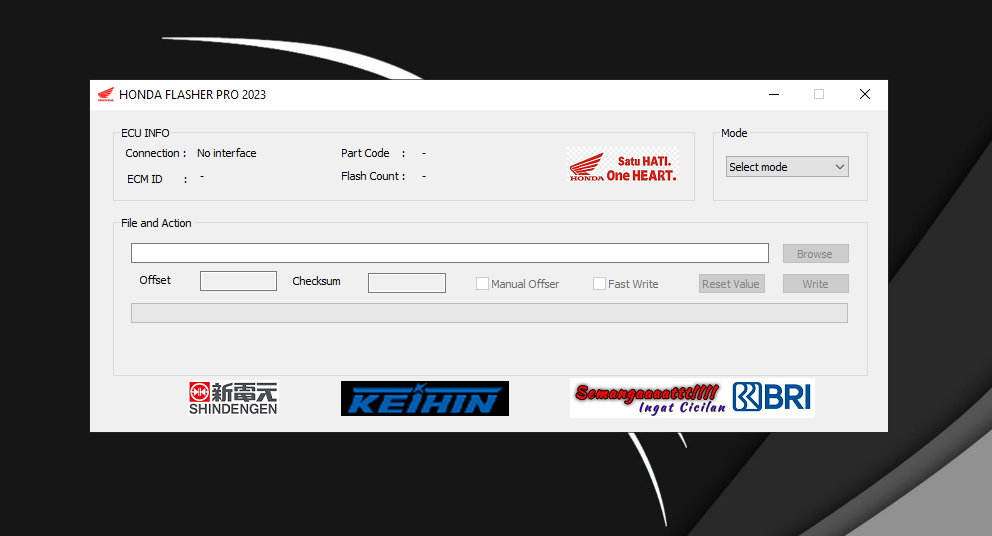 HONDA FLASHER PRO 2023
ECU INFO
Connection : No interface
Part Code : -
ECM ID : -
Flash Count : -
HONDA
Satu HATI.
One HEART.
Mode
Select mode
File and Action
Browse
Offset
Checksum
Manual Offser
Fast Write
Reset Value
Write
新電元
SHINDENGEN
KEIHIN
Semangaaaattt!!!!
Ingat Cicilan
BRI